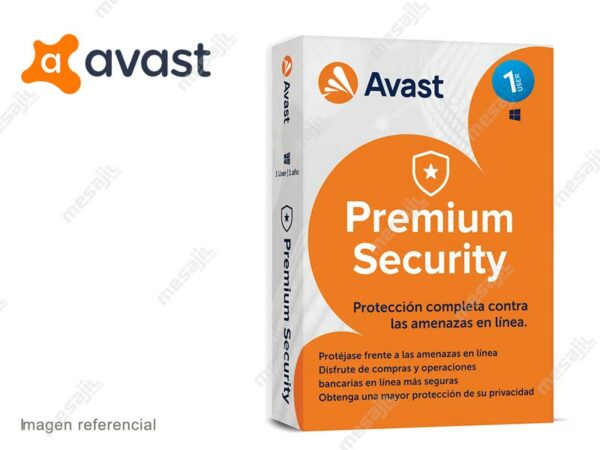 avast
Avast
1 USER
Premium
Security
Protección completa contra
las amenazas en línea.
Protéjase frente a las amenazas en línea
Disfrute de compras y operaciones
bancarias en línea más seguras
Obtenga una mayor protección de su privacidad
Avast
1 User | 1 año
Premium Security
Imagen referencial
mesajil